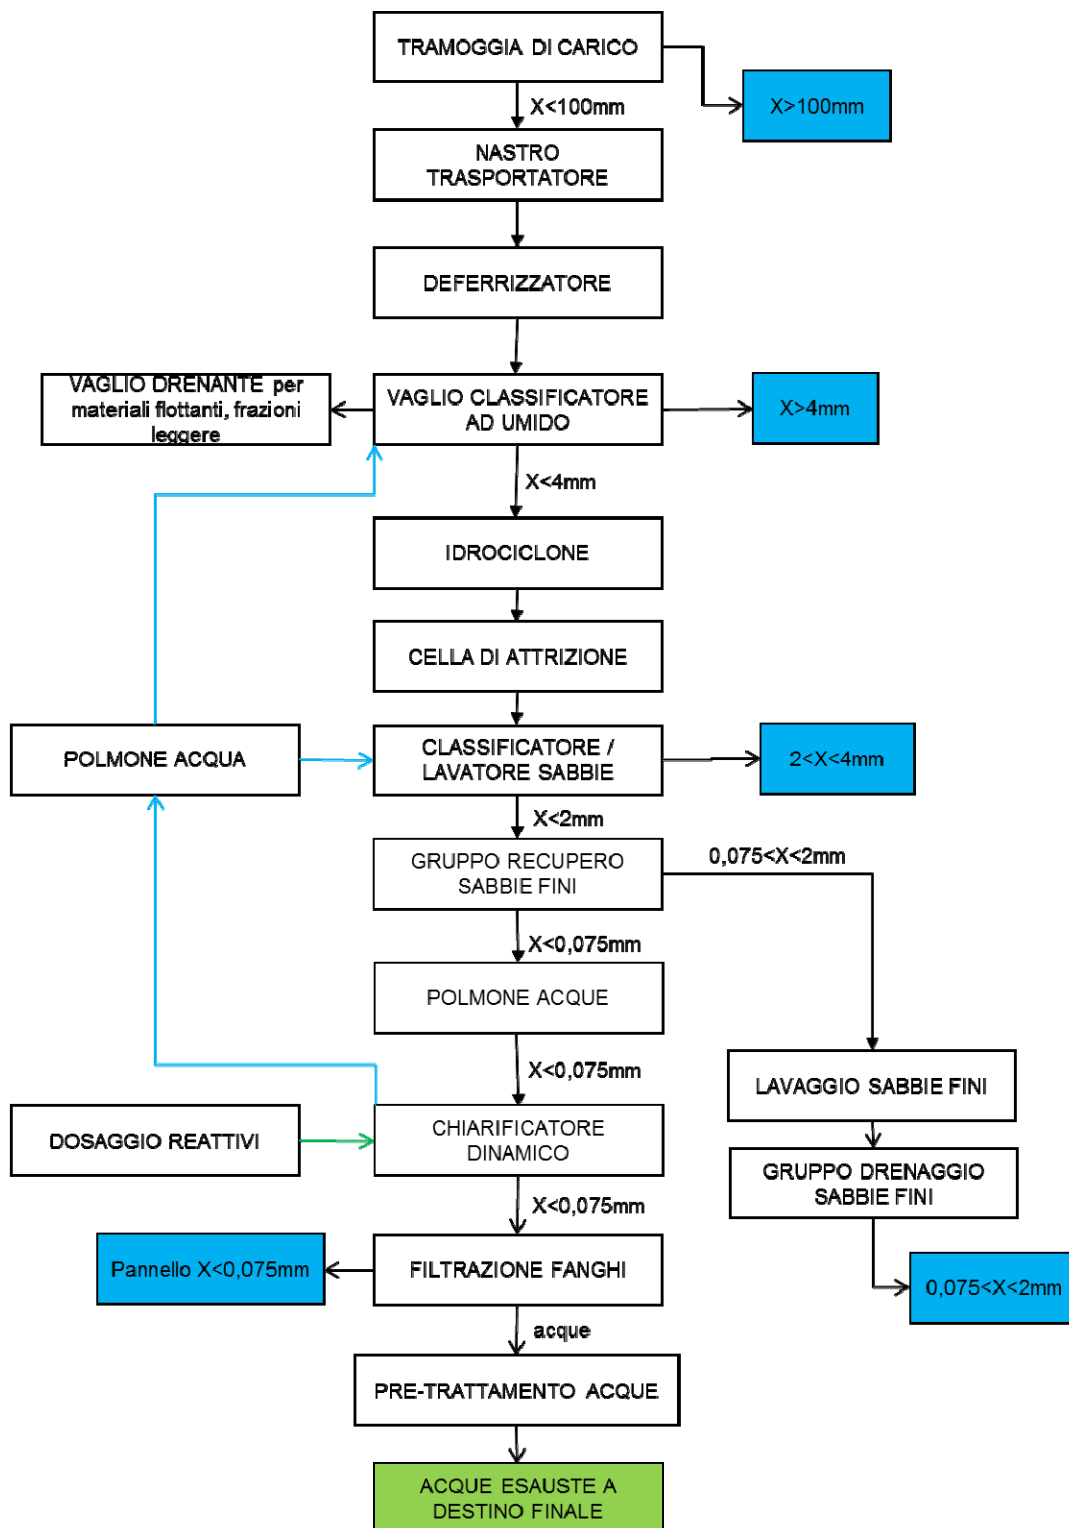 TRAMOGGIA DI CARICO
X>100mm
X<100mm
NASTRO
TRASPORTATORE
DEFERRIZZATORE
VAGLIO DRENANTE per
materiali flottanti, frazioni
leggere
VAGLIO CLASSIFICATORE
AD UMIDO
X>4mm
X<4mm
IDROCICLONE
CELLA DI ATTRIZIONE
POLMONE ACQUA
CLASSIFICATORE /
LAVATORE SABBIE
2<X<4mm
X<2mm
GRUPPO RECUPERO
SABBIE FINI
0,075<X<2mm
X<0,075mm
POLMONE ACQUE
X<0,075mm
LAVAGGIO SABBIE FINI
DOSAGGIO REATTIVI
CHIARIFICATORE
DINAMICO
GRUPPO DRENAGGIO
SABBIE FINI
X<0,075mm
Pannello X<0,075mm
FILTRAZIONE FANGHI
0,075<X<2mm
acque
PRE-TRATTAMENTO ACQUE
ACQUE ESAUSTE A
DESTINO FINALE